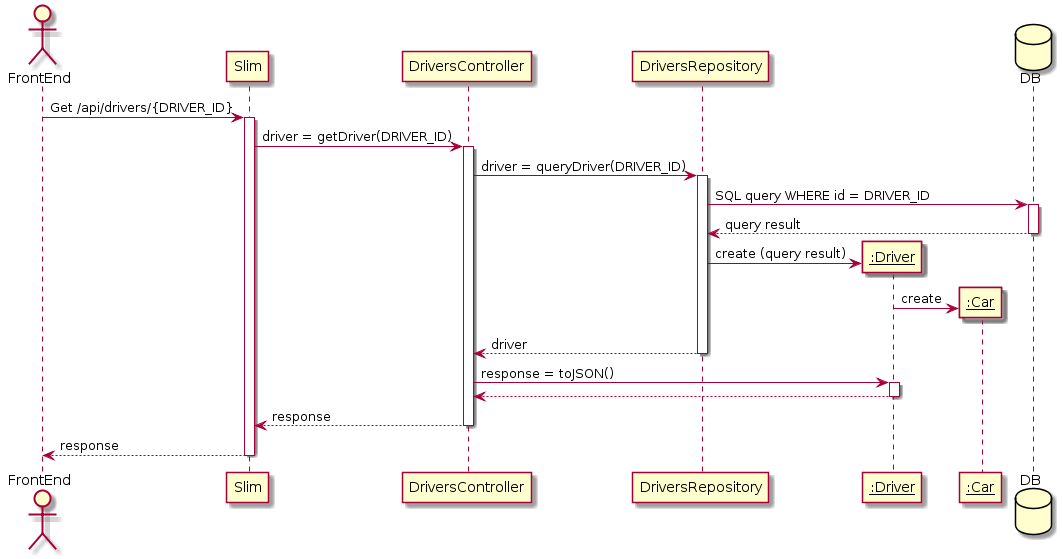 FrontEnd
Slim
DriversController
DriversRepository
DB
Get /api/drivers/{DRIVER_ID}
driver = getDriver(DRIVER_ID)
driver = queryDriver(DRIVER_ID)
SQL query WHERE id = DRIVER_ID
query result
create (query result)
:Driver
create
:Car
driver
response = toJSON()
response
response
FrontEnd
Slim
DriversController
DriversRepository
:Driver
:Car
DB